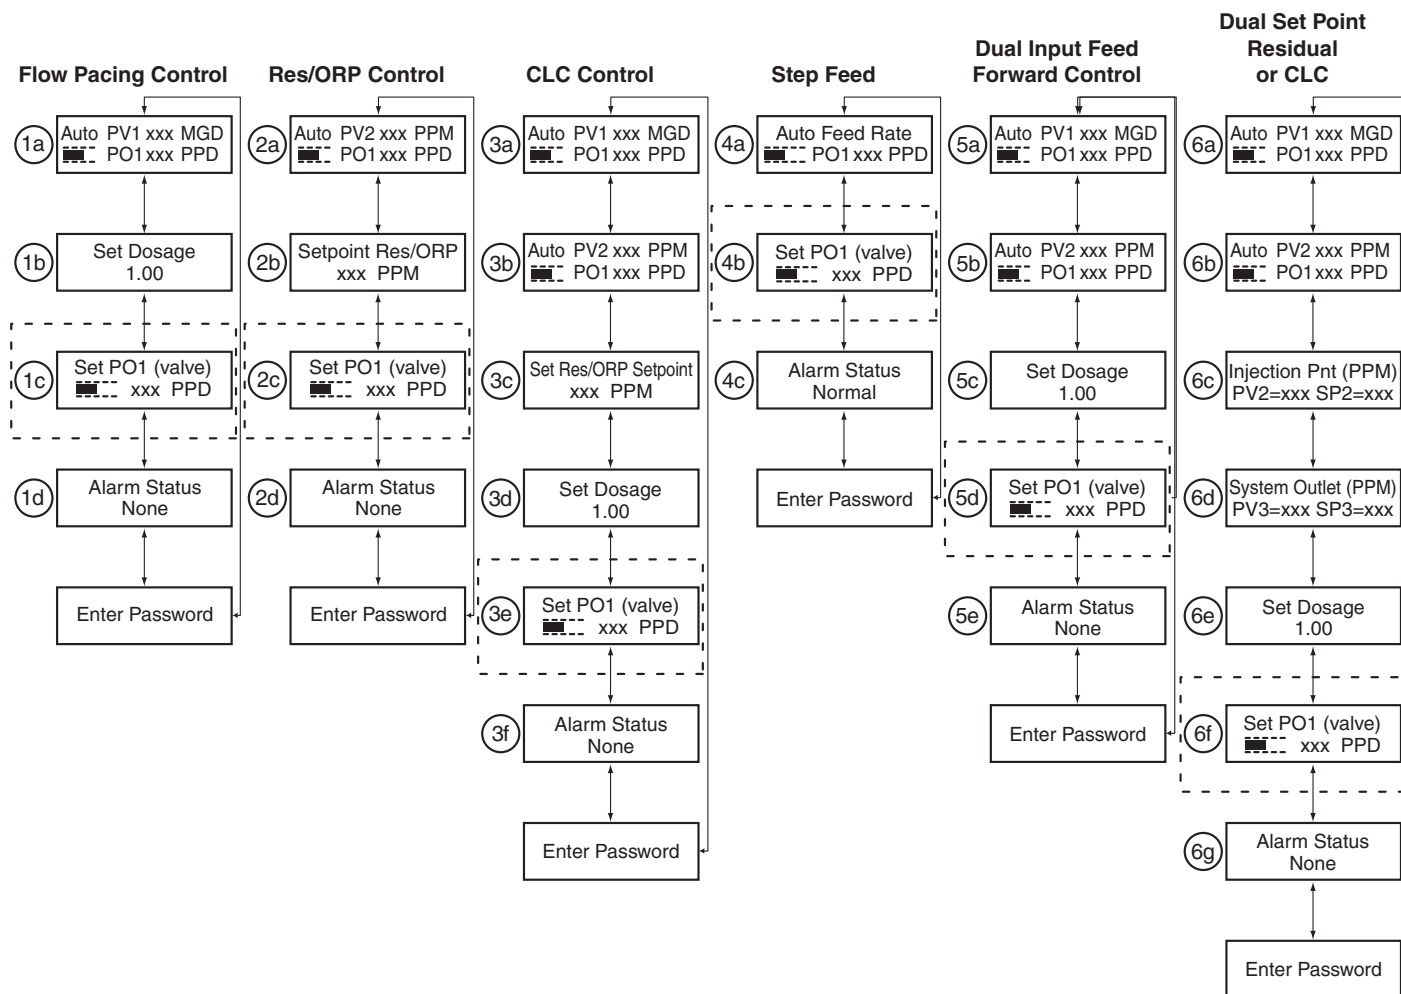 Flow Pacing Control
1a
Auto PV1 xxx MGD
PO1 xxx PPD
1b
Set Dosage
1.00
1c
Set PO1 (valve)
xxx PPD
1d
Alarm Status
None
Enter Password
Res/ORP Control
2a
Auto PV2 xxx PPM
PO1 xxx PPD
2b
Setpoint Res/ORP
xxx PPM
2c
Set PO1 (valve)
xxx PPD
2d
Alarm Status
None
Enter Password
CLC Control
3a
Auto PV1 xxx MGD
PO1 xxx PPD
3b
Auto PV2 xxx PPM
PO1 xxx PPD
3c
Set Res/ORP Setpoint
xxx PPM
3d
Set Dosage
1.00
3e
Set PO1 (valve)
xxx PPD
3f
Alarm Status
None
Enter Password
Step Feed
4a
Auto Feed Rate
PO1 xxx PPD
4b
Set PO1 (valve)
xxx PPD
4c
Alarm Status
Normal
Enter Password
Dual Input Feed
Forward Control
5a
Auto PV1 xxx MGD
PO1 xxx PPD
5b
Auto PV2 xxx PPM
PO1 xxx PPD
5c
Set Dosage
1.00
5d
Set PO1 (valve)
xxx PPD
5e
Alarm Status
None
Enter Password
Dual Set Point
Residual
or CLC
6a
Auto PV1 xxx MGD
PO1 xxx PPD
6b
Auto PV2 xxx PPM
PO1 xxx PPD
6c
Injection Pnt (PPM)
PV2=xxx SP2=xxx
6d
System Outlet (PPM)
PV3=xxx SP3=xxx
6e
Set Dosage
1.00
6f
Set PO1 (valve)
xxx PPD
6g
Alarm Status
None
Enter Password